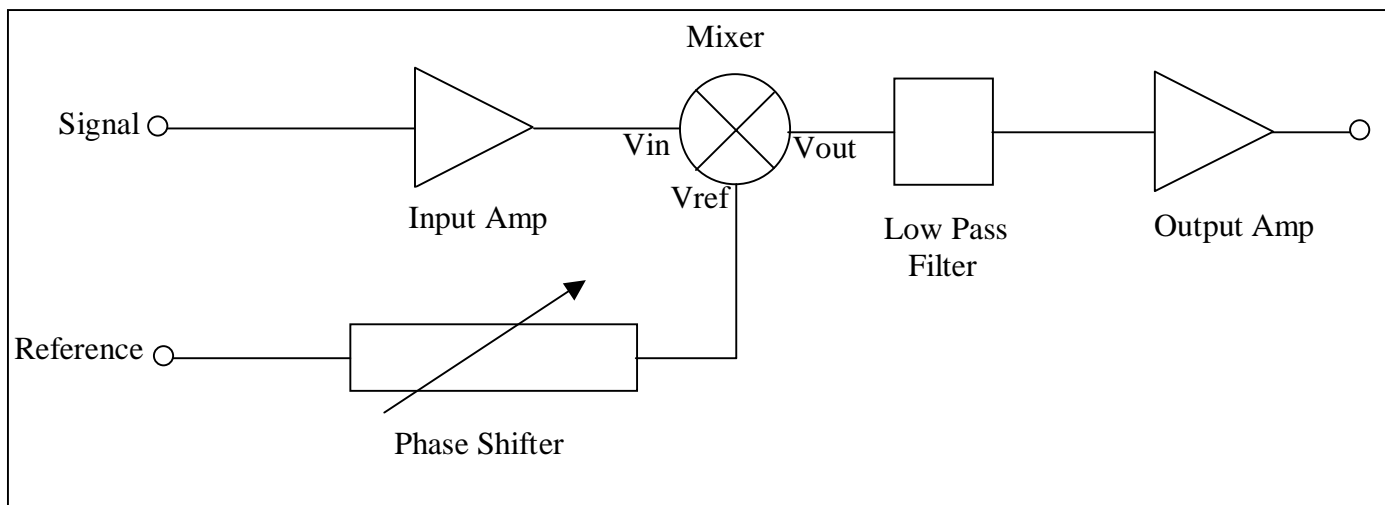 Mixer
Signal
Vin
Vout
Vref
Input Amp
Low Pass
Filter
Output Amp
Reference
Phase Shifter